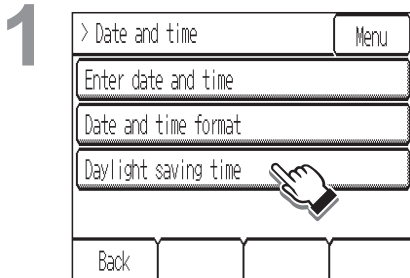 1
> Date and time Menu
Enter date and time
Date and time format
Daylight saving time
Back